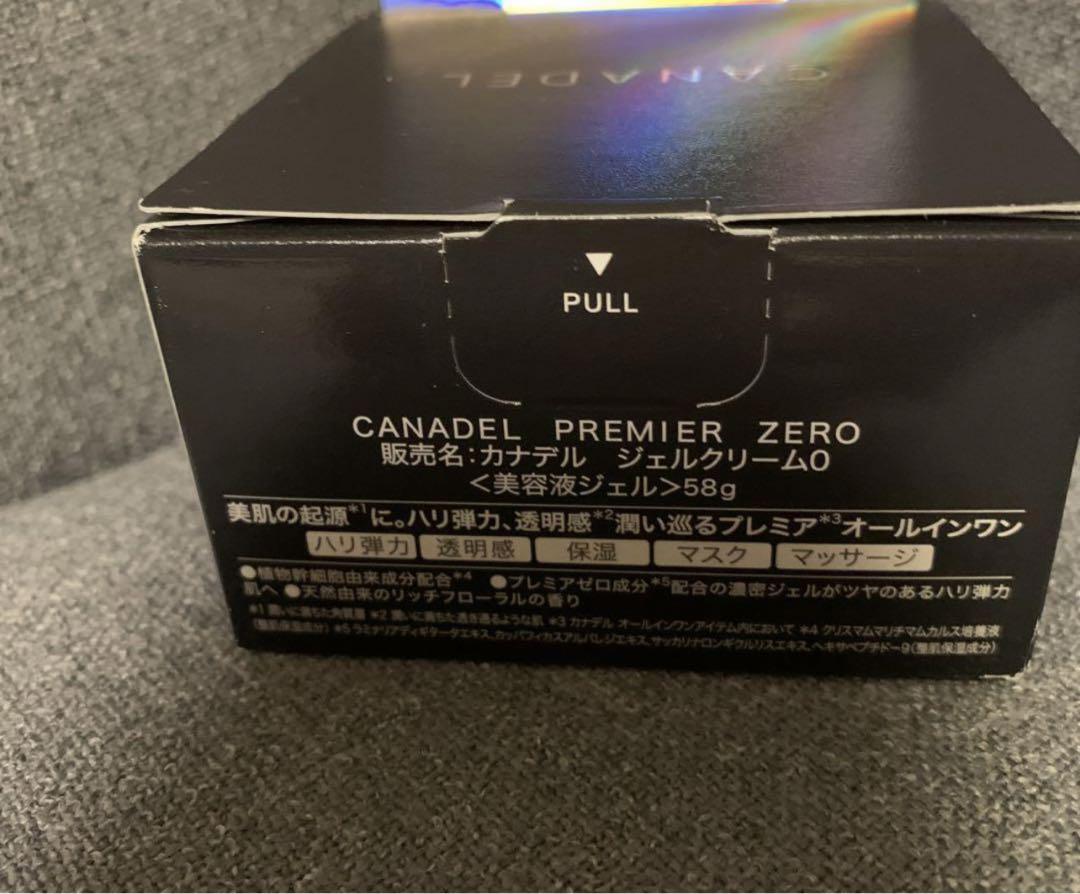 CANADEL
PULL
CANADEL PREMIER ZERO
販売名:カナデル ジェルクリーム0
<美容液ジェル>58g
美肌の起源*1に。ハリ弾力、透明感*2潤い巡るプレミア*3オールインワン
ハリ弾力 透明感 保湿 マスク マッサージ
●植物幹細胞由来成分配合*4 ●プレミアゼロ成分*5配合の濃密ジェルがツヤのあるハリ弾力
肌へ ●天然由来のリッチフローラルの香り
*1 潤いに満ちた角質層 *2 潤いに満ちた透き通るような肌 *3 カナデル オールインワンアイテム内において *4 クリスマムマリチマムカルス培養液
(整肌保湿成分) *5 ラミナリアディギタータエキス、カッパフィカスアルバレジエキス、サッカリナロンギクルリスエキス、ヘキサペプチド-9(整肌保湿成分)